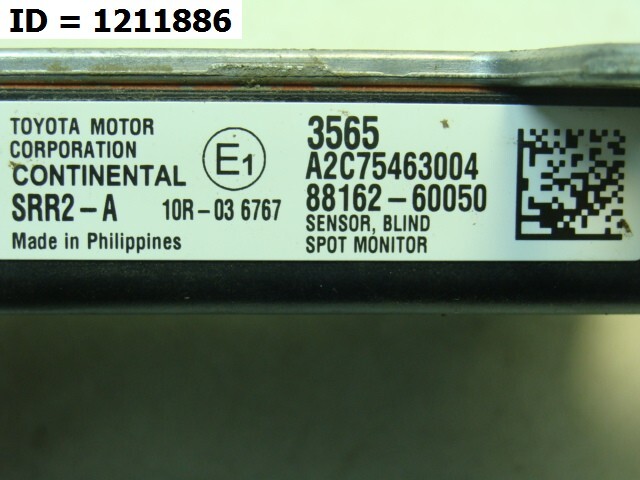 ID = 1211886
TOYOTA MOTOR
CORPORATION
CONTINENTAL
SRR2-A 10R-03 6767
Made in Philippines
E1
3565
A2C75463004
88162-60050
SENSOR, BLIND
SPOT MONITOR